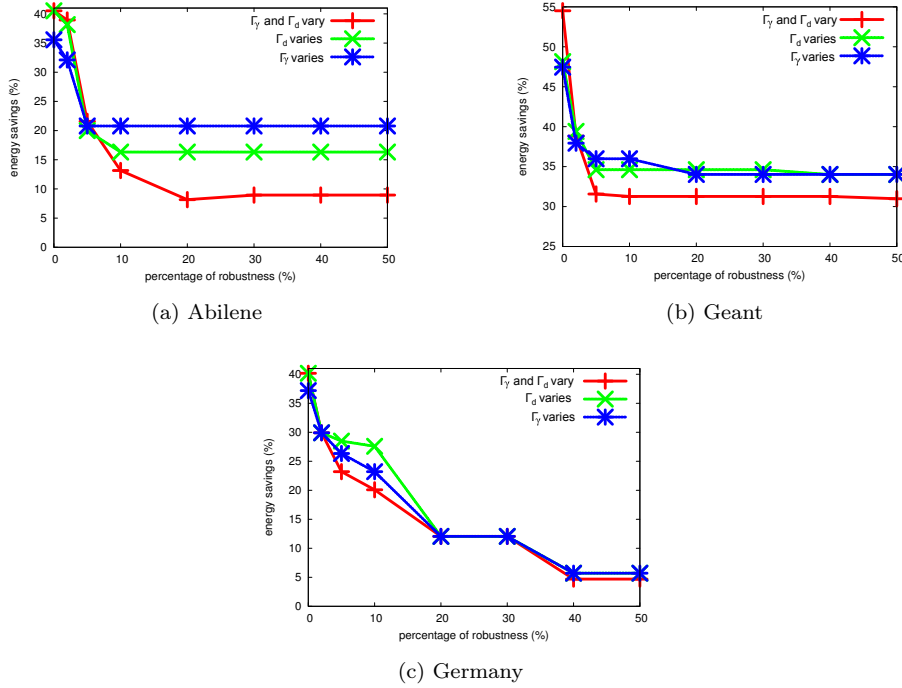 40
35
30
25
20
15
10
5
0
energy savings (%)
Γγ and Γd vary
Γd varies
Γγ varies
0 10 20 30 40 50
percentage of robustness (%)
(a) Abilene
55
50
45
40
35
30
25
energy savings (%)
Γγ and Γd vary
Γd varies
Γγ varies
0 10 20 30 40 50
percentage of robustness (%)
(b) Geant
40
35
30
25
20
15
10
5
0
energy savings (%)
Γγ and Γd vary
Γd varies
Γγ varies
0 10 20 30 40 50
percentage of robustness (%)
(c) Germany